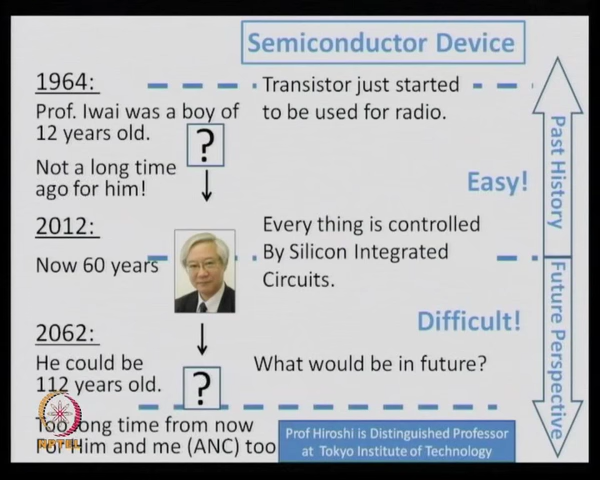 Semiconductor Device
1964:
Transistor just started
to be used for radio.
Prof. Iwai was a boy of
12 years old.
?
Not a long time
ago for him!
Easy!
Past History
2012:
Every thing is controlled
By Silicon Integrated
Circuits.
Now 60 years
Difficult!
Future Perspective
2062:
He could be
112 years old.
?
What would be in future?
Too long time from now
For Him and me (ANC) too
Prof Hiroshi is Distinguished Professor
at Tokyo Institute of Technology
NPTEL